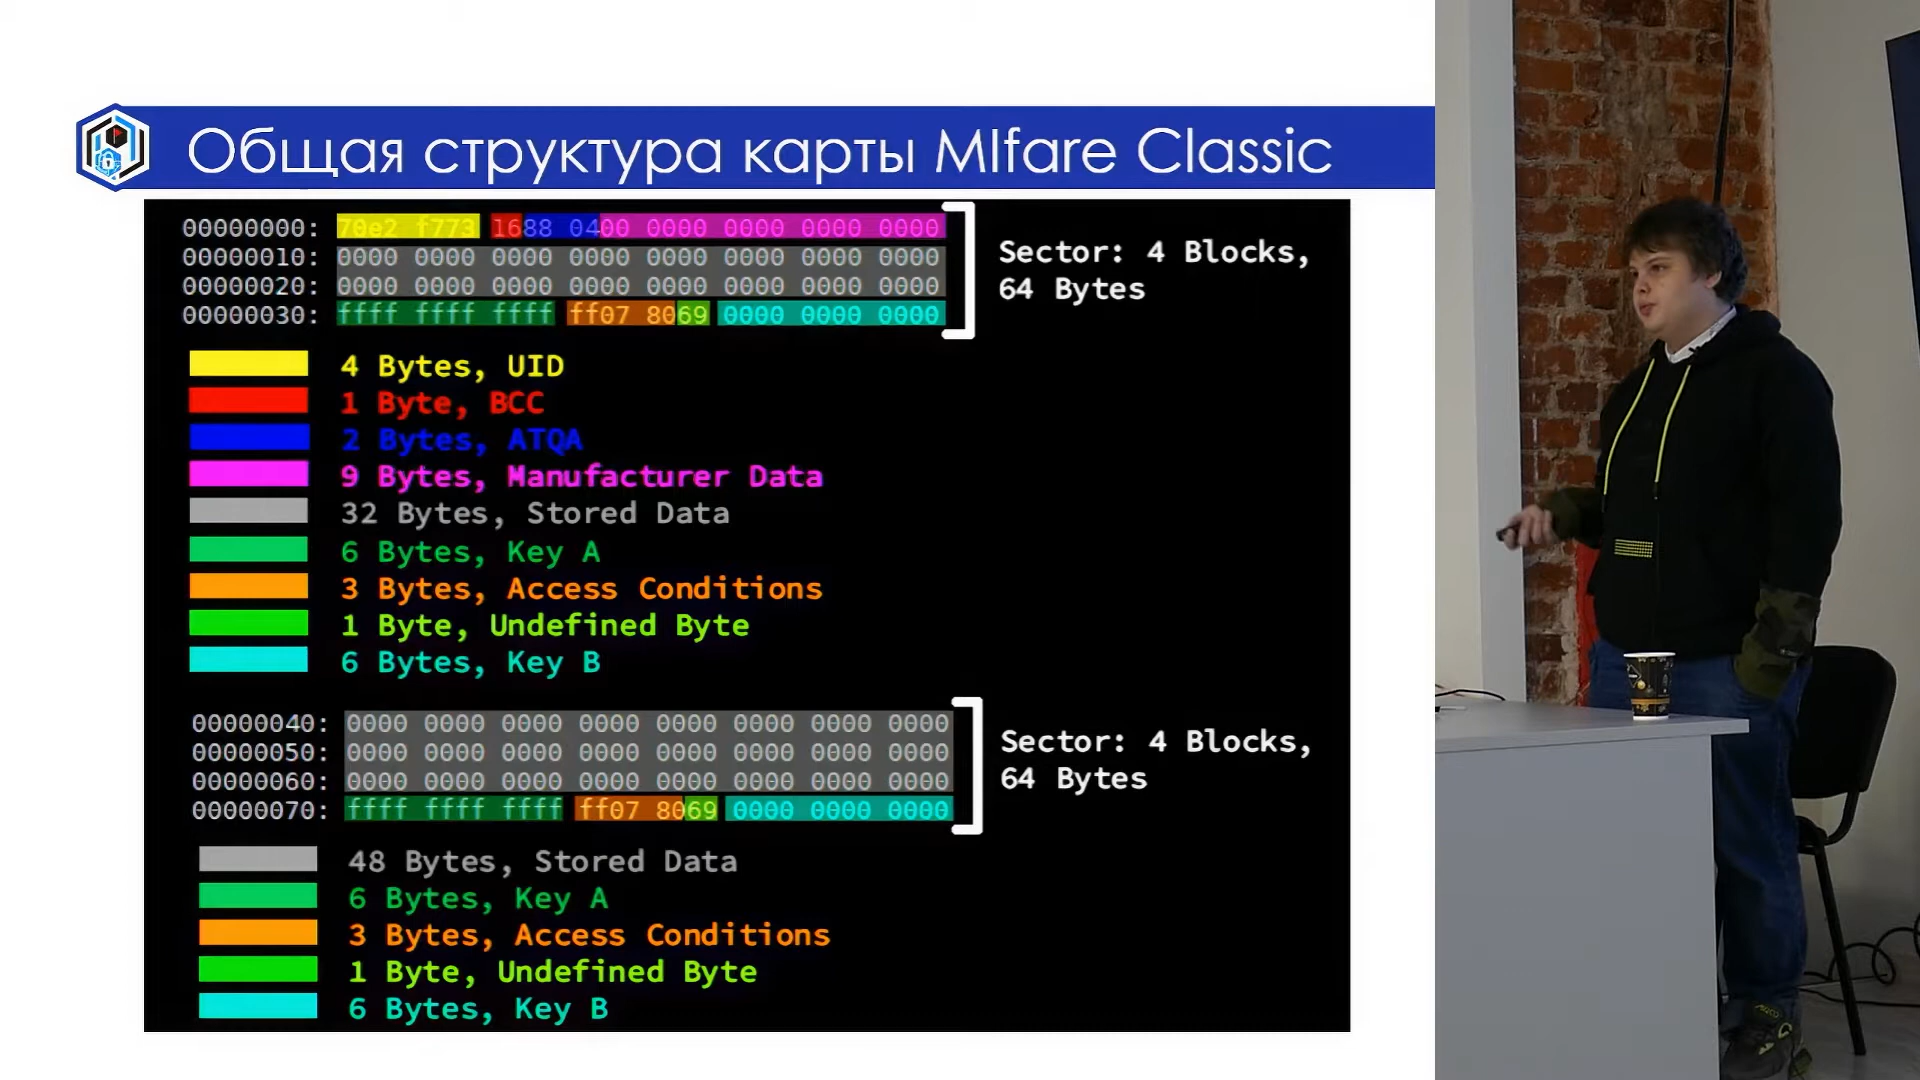 Общая структура карты MIfare Classic
00000000: 70e2 f773 1688 0400 0000 0000 0000 0000
00000010: 0000 0000 0000 0000 0000 0000 0000 0000
00000020: 0000 0000 0000 0000 0000 0000 0000 0000
00000030: ffff ffff ffff ff07 8069 0000 0000 0000
Sector: 4 Blocks,
64 Bytes
4 Bytes, UID
1 Byte, BCC
2 Bytes, ATQA
9 Bytes, Manufacturer Data
32 Bytes, Stored Data
6 Bytes, Key A
3 Bytes, Access Conditions
1 Byte, Undefined Byte
6 Bytes, Key B
00000040: 0000 0000 0000 0000 0000 0000 0000 0000
00000050: 0000 0000 0000 0000 0000 0000 0000 0000
00000060: 0000 0000 0000 0000 0000 0000 0000 0000
00000070: ffff ffff ffff ff07 8069 0000 0000 0000
Sector: 4 Blocks,
64 Bytes
48 Bytes, Stored Data
6 Bytes, Key A
3 Bytes, Access Conditions
1 Byte, Undefined Byte
6 Bytes, Key B